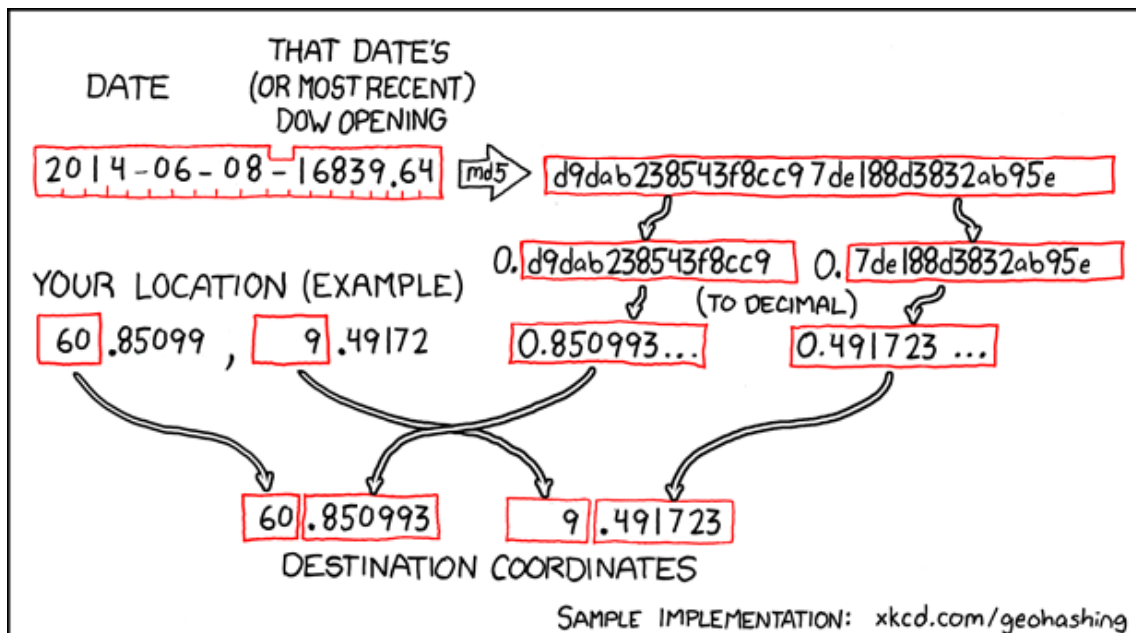 DATE
THAT DATE'S
(OR MOST RECENT)
DOW OPENING
2014-06-08-16839.64
md5
d9dab238543f8cc97de188d3832ab95e
0. d9dab238543f8cc9
0. 7de188d3832ab95e
YOUR LOCATION (EXAMPLE)
(TO DECIMAL)
60.85099, 9.49172
0.850993...
0.491723 ...
60.850993
9.491723
DESTINATION COORDINATES
SAMPLE IMPLEMENTATION: xkcd.com/geohashing